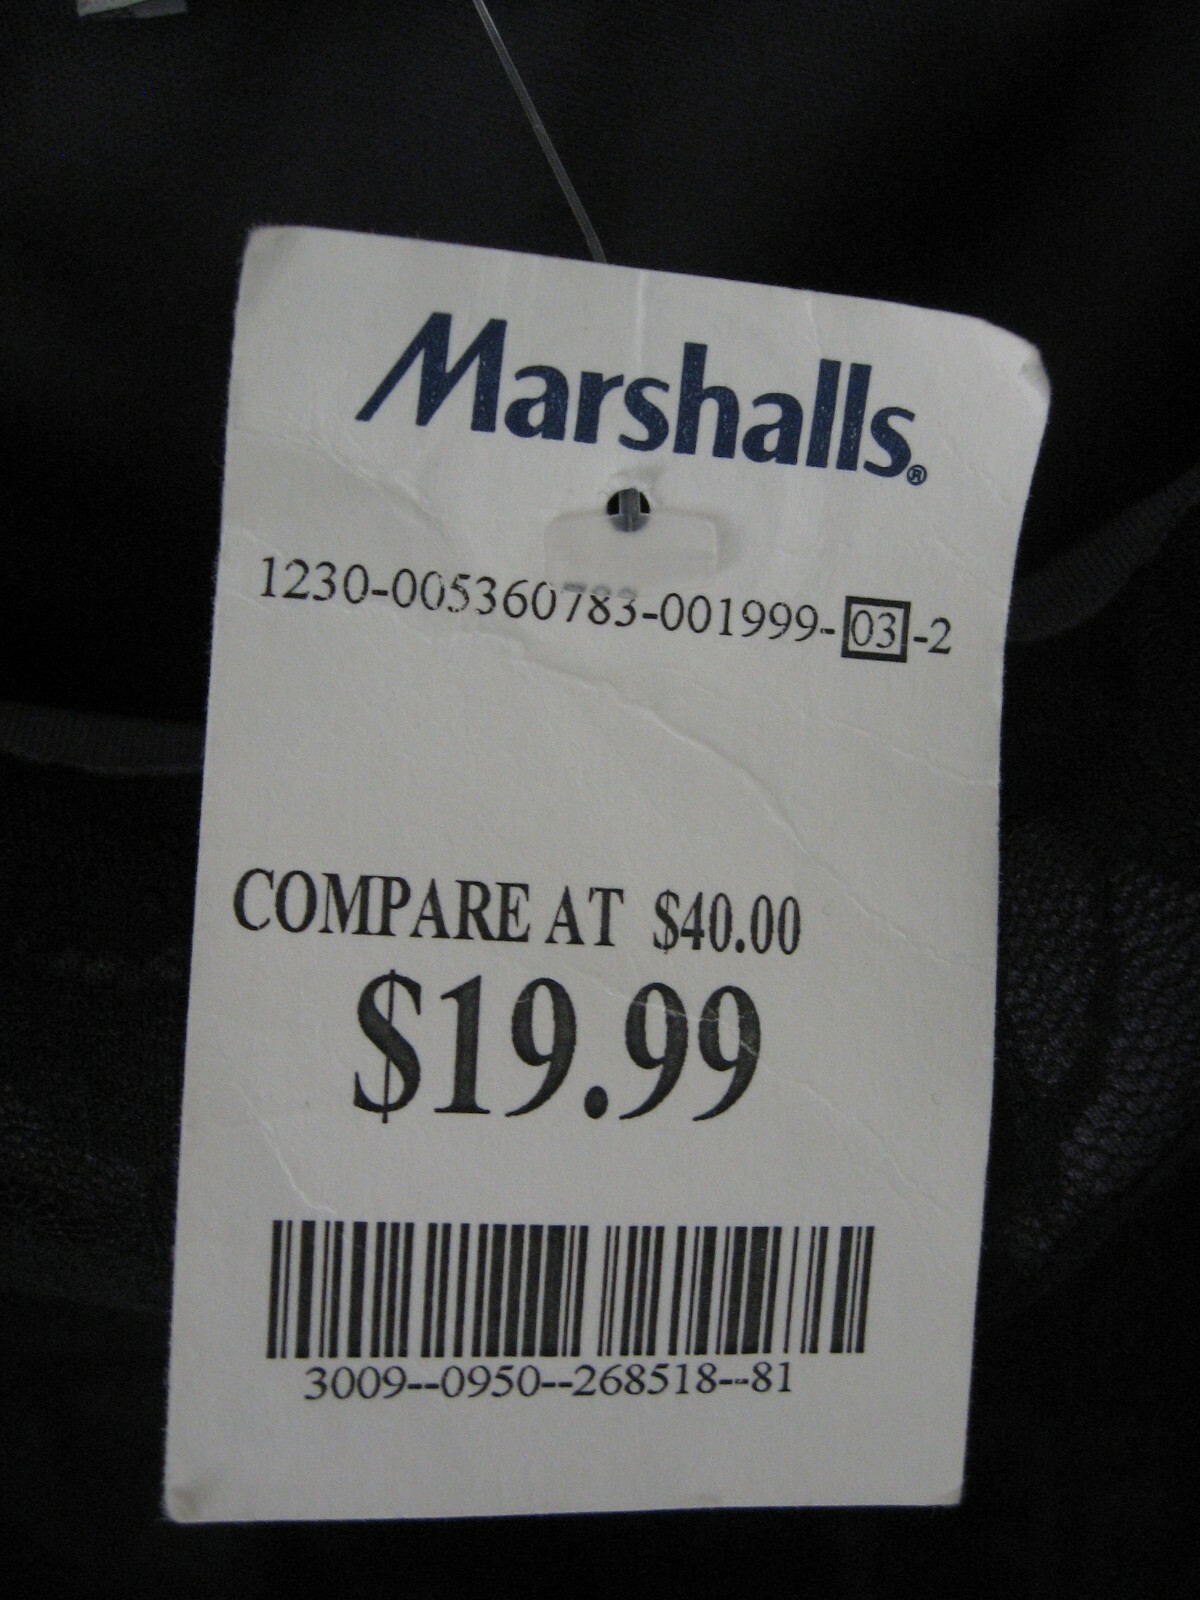 Marshalls®
1230-005360783-001999-03-2
COMPARE AT $40.00
$19.99
3009--0950--268518--81